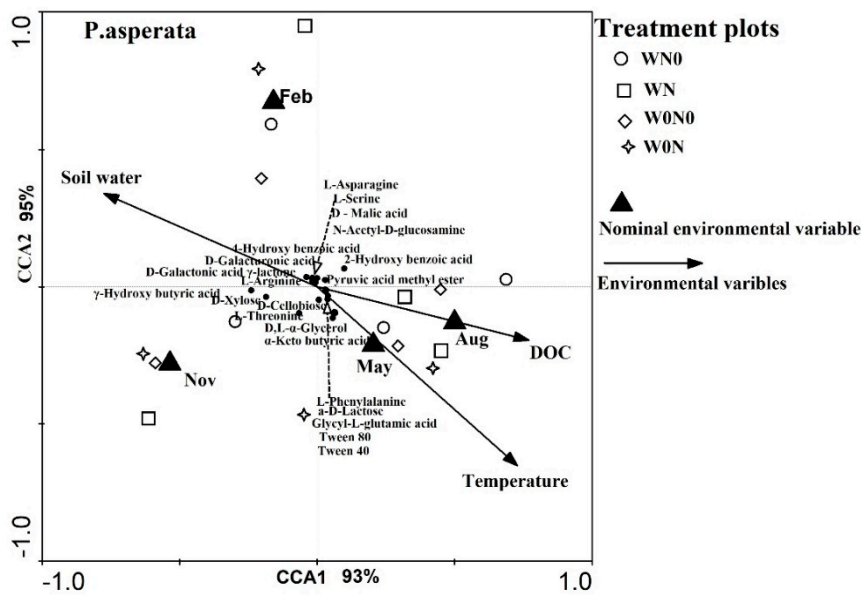 1.0
P.asperata
Treatment plots
WN0
WN
W0N0
W0N
Nominal environmental variable
Environmental varibles
Feb
Soil water
CCA2 95%
L-Asparagine
L-Serine
D - Malic acid
N-Acetyl-D-glucosamine
4-Hydroxy benzoic acid
2-Hydroxy benzoic acid
D-Galacturonic acid
D-Galactonic acid γ-lactone
Pyruvic acid methyl ester
L-Arginine
γ-Hydroxy butyric acid
D-Xylose
D-Cellobiose
L-Threonine
D,L-α-Glycerol
α-Keto butyric acid
Aug
May
DOC
Nov
L-Phenylalanine
a-D-Lactose
Glycyl-L-glutamic acid
Tween 80
Tween 40
Temperature
-1.0
-1.0
CCA1 93%
1.0